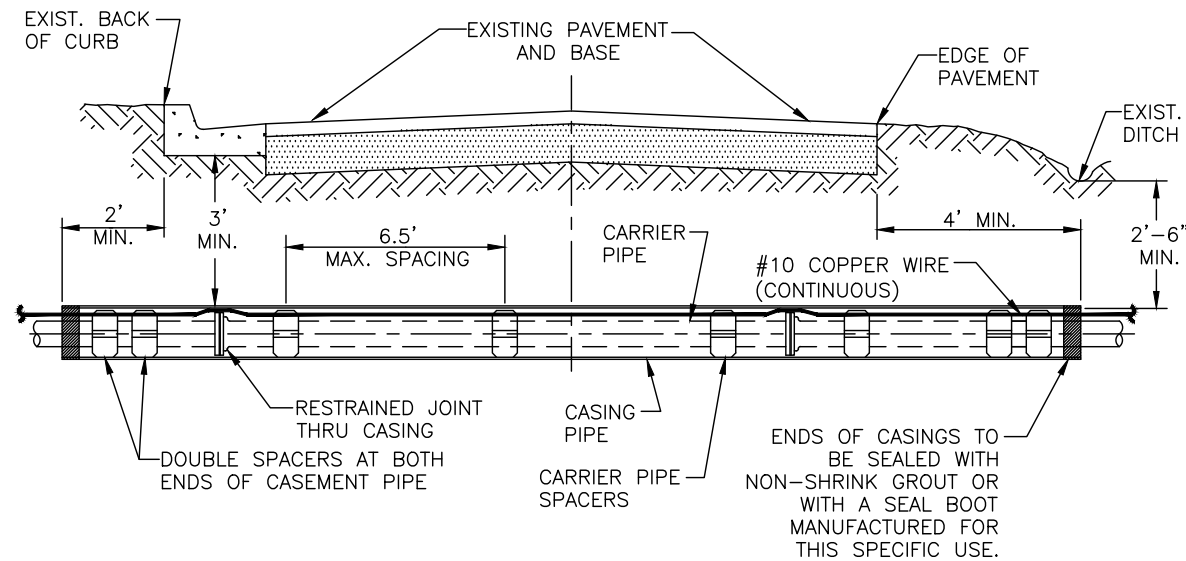 EXIST. BACK
OF CURB
EXISTING PAVEMENT
AND BASE
EDGE OF
PAVEMENT
EXIST.
DITCH
2'
MIN.
3'
MIN.
6.5'
MAX. SPACING
CARRIER
PIPE
#10 COPPER WIRE
(CONTINUOUS)
4' MIN.
2'-6"
MIN.
RESTRAINED JOINT
THRU CASING
DOUBLE SPACERS AT BOTH
ENDS OF CASEMENT PIPE
CASING
PIPE
CARRIER PIPE
SPACERS
ENDS OF CASINGS TO
BE SEALED WITH
NON-SHRINK GROUT OR
WITH A SEAL BOOT
MANUFACTURED FOR
THIS SPECIFIC USE.